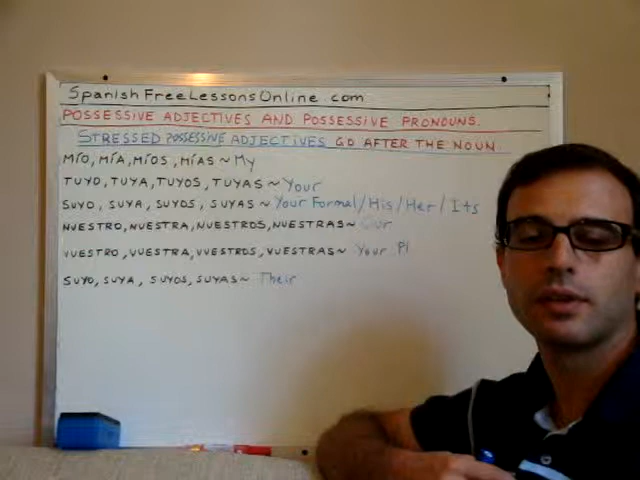 SpanishFreeLessonsOnline.com
POSSESSIVE ADJECTIVES AND POSSESSIVE PRONOUNS.
STRESSED POSSESSIVE ADJECTIVES GO AFTER THE NOUN.
MÍO, MÍA, MÍOS, MÍAS ~ My
TUYO, TUYA, TUYOS, TUYAS ~ Your
SUYO, SUYA, SUYOS, SUYAS ~ Your Formal/His/Her/Its
NUESTRO, NUESTRA, NUESTROS, NUESTRAS ~ Our
VUESTRO, VUESTRA, VUESTROS, VUESTRAS ~ Your Pl
SUYO, SUYA, SUYOS, SUYAS ~ Their